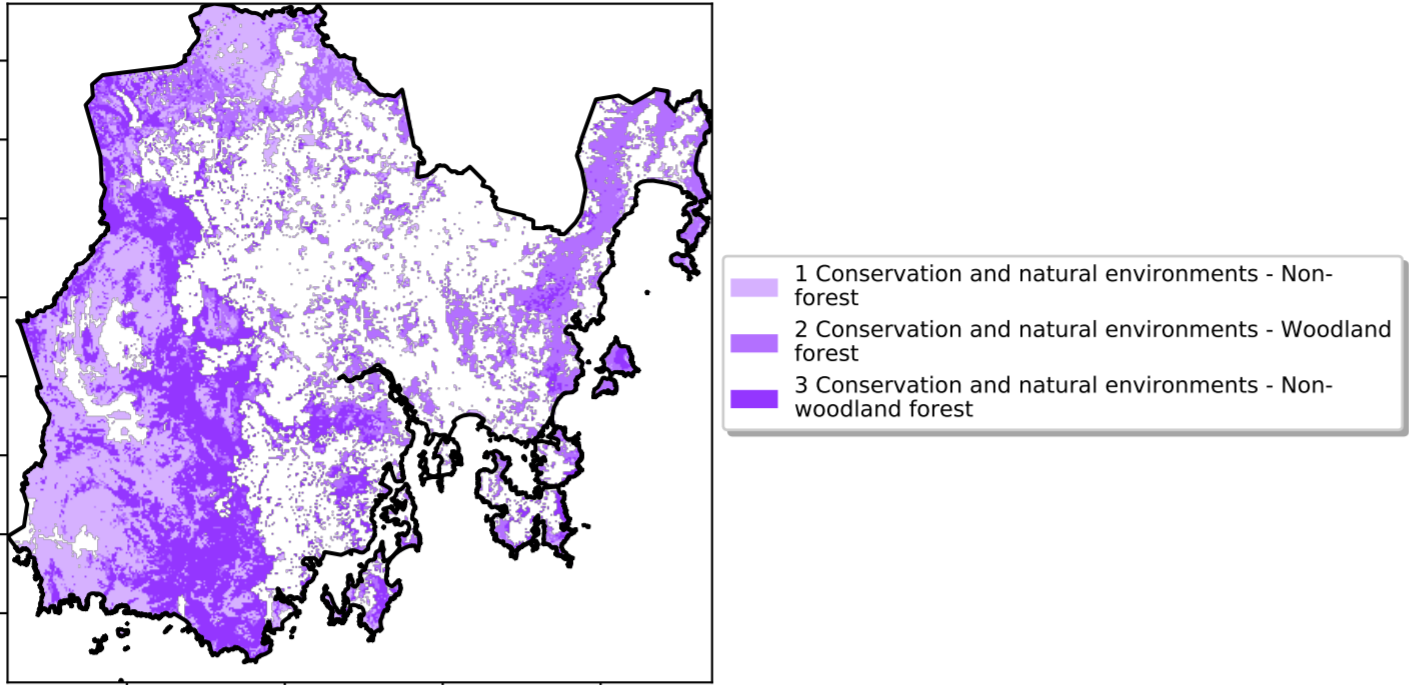 1 Conservation and natural environments - Non-
forest
2 Conservation and natural environments - Woodland
forest
3 Conservation and natural environments - Non-
woodland forest